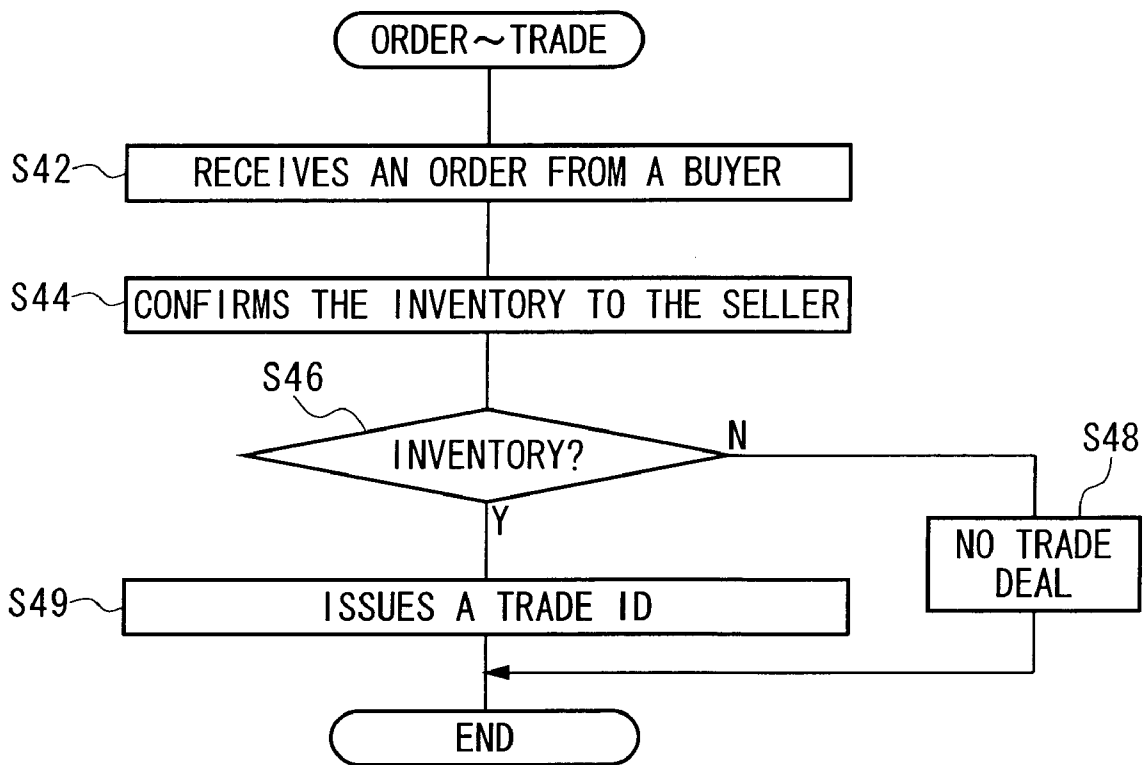 ORDER~TRADE
S42
RECEIVES AN ORDER FROM A BUYER
S44
CONFIRMS THE INVENTORY TO THE SELLER
S46
INVENTORY?
N
S48
Y
NO TRADE
DEAL
S49
ISSUES A TRADE ID
END